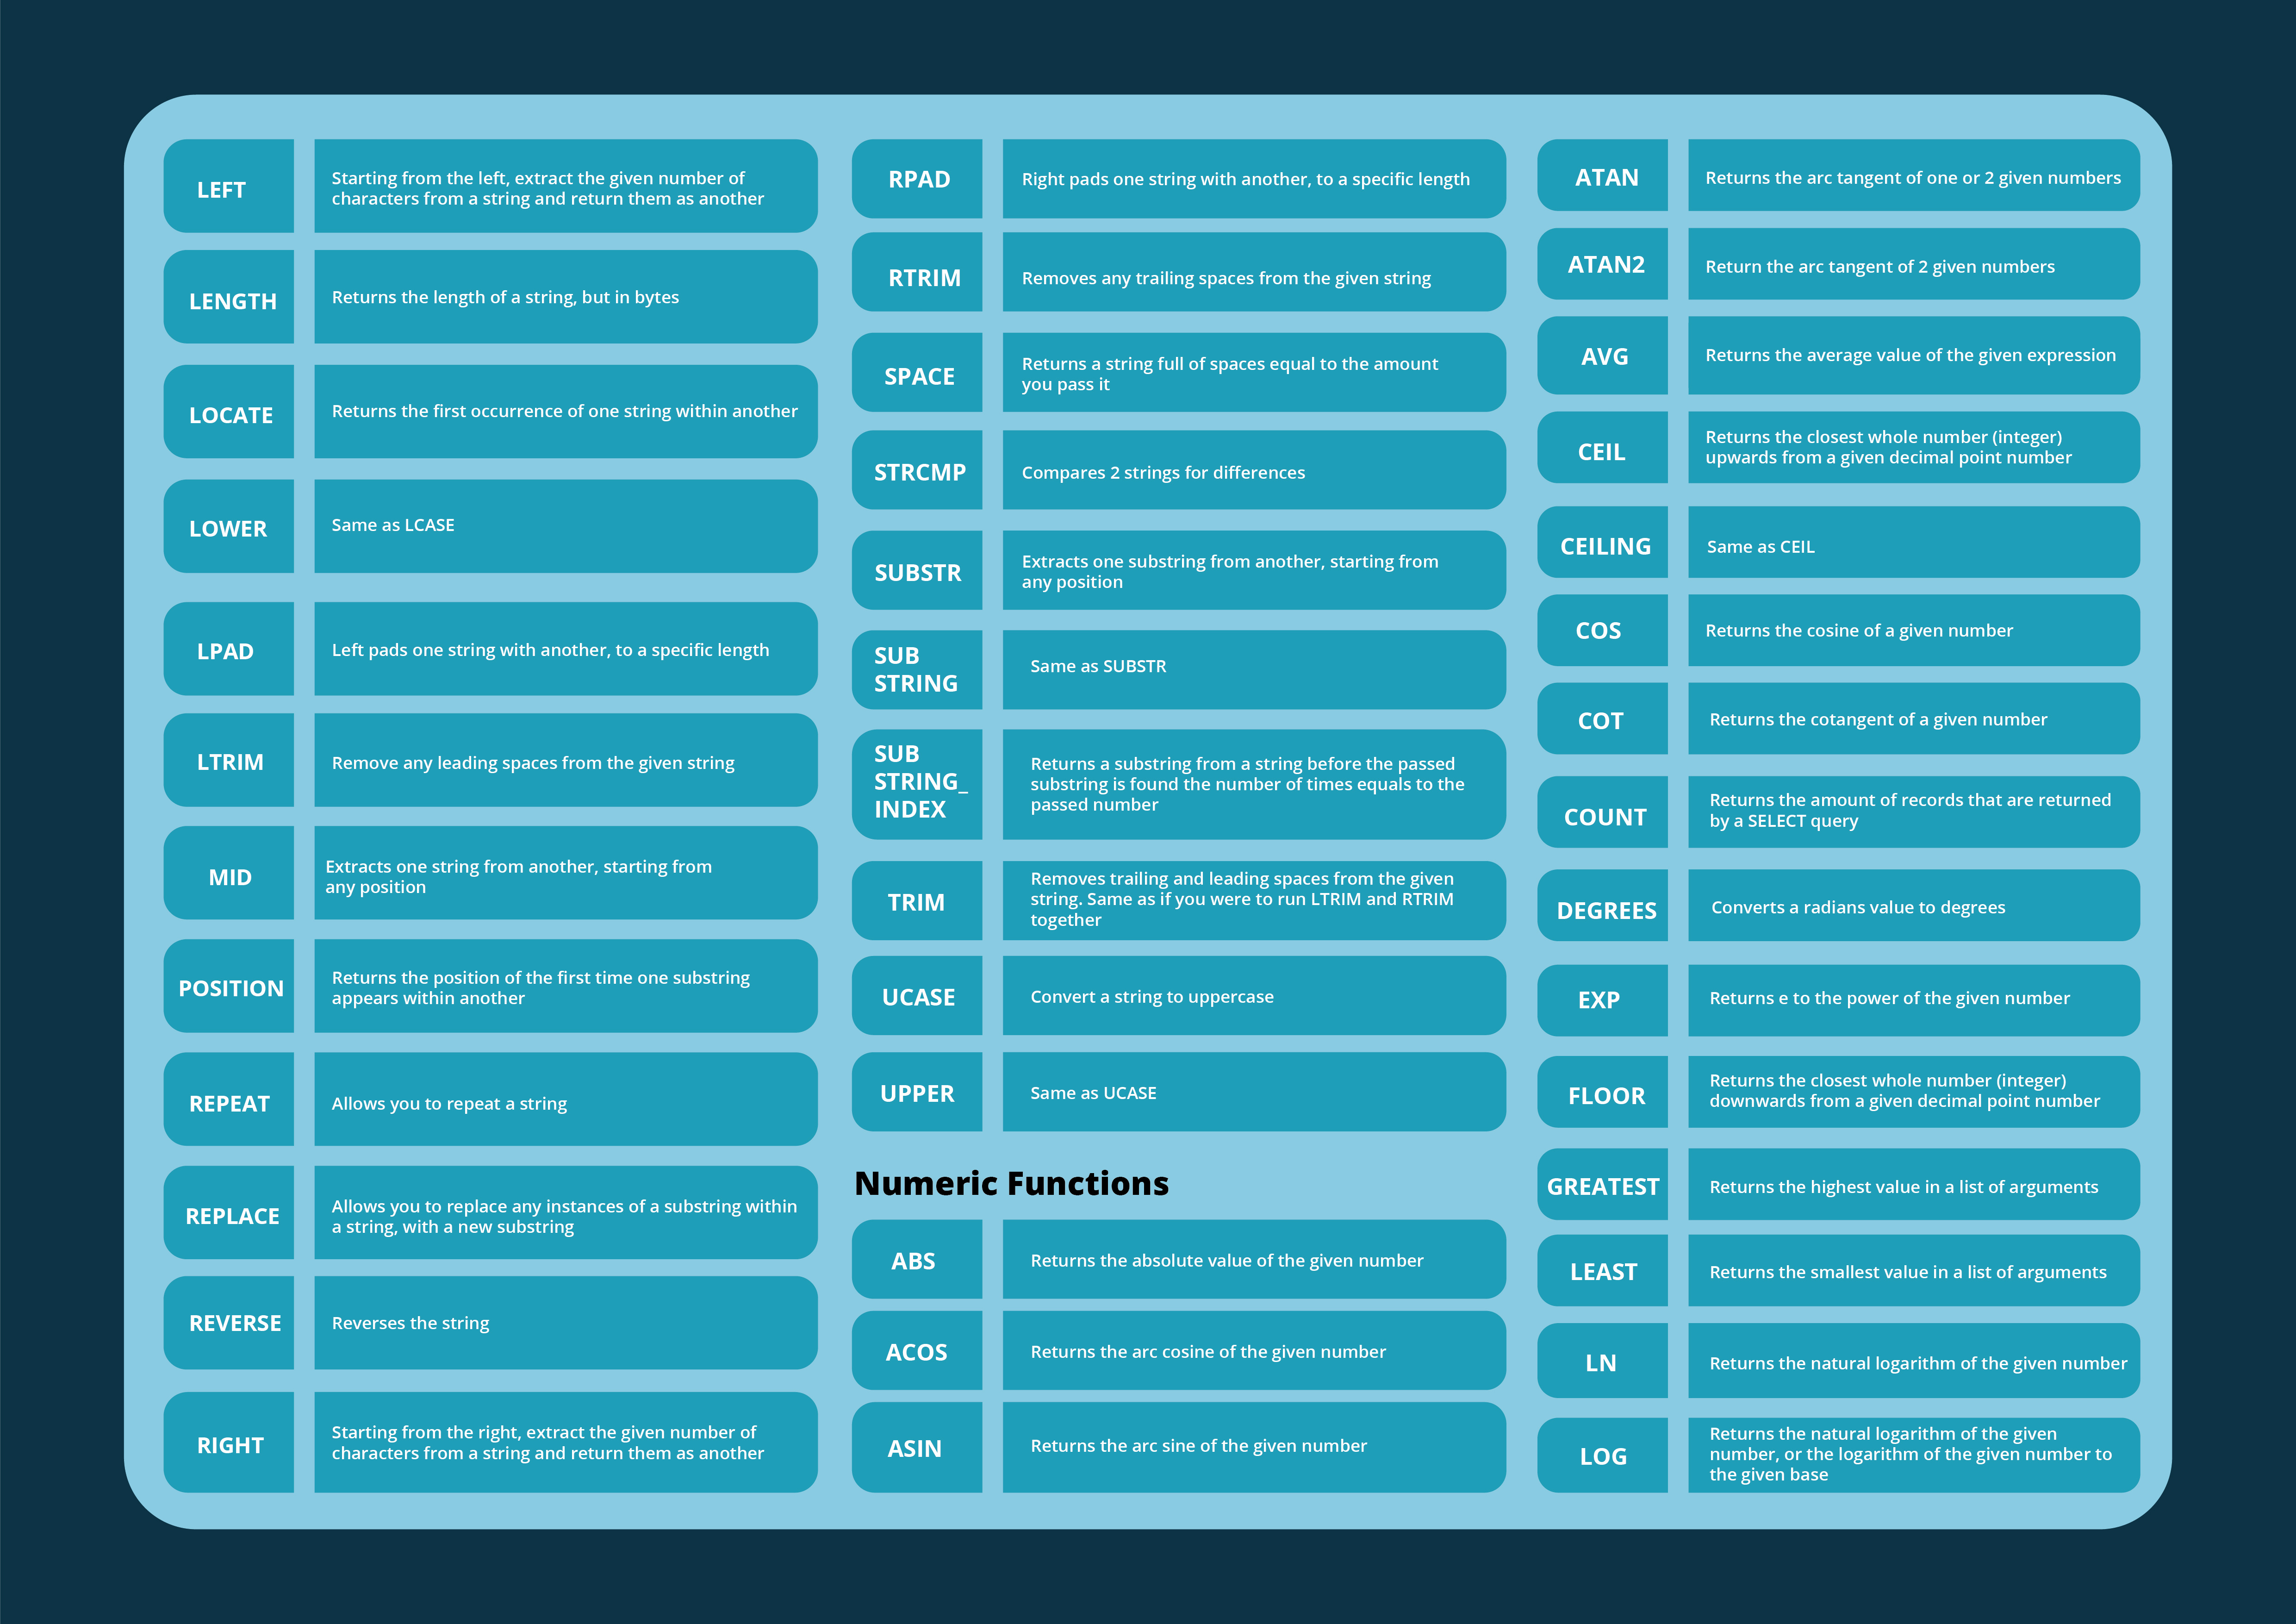 LEFT
Starting from the left, extract the given number of
characters from a string and return them as another
LENGTH
Returns the length of a string, but in bytes
LOCATE
Returns the first occurrence of one string within another
LOWER
Same as LCASE
LPAD
Left pads one string with another, to a specific length
LTRIM
Remove any leading spaces from the given string
MID
Extracts one string from another, starting from
any position
POSITION
Returns the position of the first time one substring
appears within another
REPEAT
Allows you to repeat a string
REPLACE
Allows you to replace any instances of a substring within
a string, with a new substring
REVERSE
Reverses the string
RIGHT
Starting from the right, extract the given number of
characters from a string and return them as another
RPAD
Right pads one string with another, to a specific length
RTRIM
Removes any trailing spaces from the given string
SPACE
Returns a string full of spaces equal to the amount
you pass it
STRCMP
Compares 2 strings for differences
SUBSTR
Extracts one substring from another, starting from
any position
SUB
STRING
Same as SUBSTR
SUB
STRING_
INDEX
Returns a substring from a string before the passed
substring is found the number of times equals to the
passed number
TRIM
Removes trailing and leading spaces from the given
string. Same as if you were to run LTRIM and RTRIM
together
UCASE
Convert a string to uppercase
UPPER
Same as UCASE
Numeric Functions
ABS
Returns the absolute value of the given number
ACOS
Returns the arc cosine of the given number
ASIN
Returns the arc sine of the given number
ATAN
Returns the arc tangent of one or 2 given numbers
ATAN2
Return the arc tangent of 2 given numbers
AVG
Returns the average value of the given expression
CEIL
Returns the closest whole number (integer)
upwards from a given decimal point number
CEILING
Same as CEIL
COS
Returns the cosine of a given number
COT
Returns the cotangent of a given number
COUNT
Returns the amount of records that are returned
by a SELECT query
DEGREES
Converts a radians value to degrees
EXP
Returns e to the power of the given number
FLOOR
Returns the closest whole number (integer)
downwards from a given decimal point number
GREATEST
Returns the highest value in a list of arguments
LEAST
Returns the smallest value in a list of arguments
LN
Returns the natural logarithm of the given number
LOG
Returns the natural logarithm of the given
number, or the logarithm of the given number to
the given base